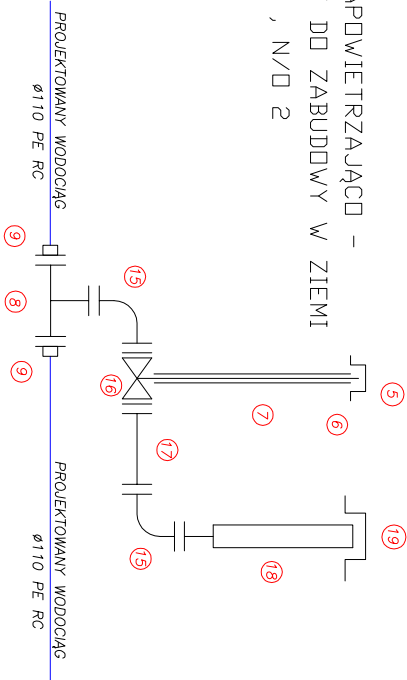 APOWIETRZAJĄCO -
DO ZABUDOWY W ZIEMI
, N/O 2
5
19
6
7
18
17
16
15
15
PROJEKTOWANY WODOCIĄG
Ø110 PE RC
9
8
9
PROJEKTOWANY WODOCIĄG
Ø110 PE RC